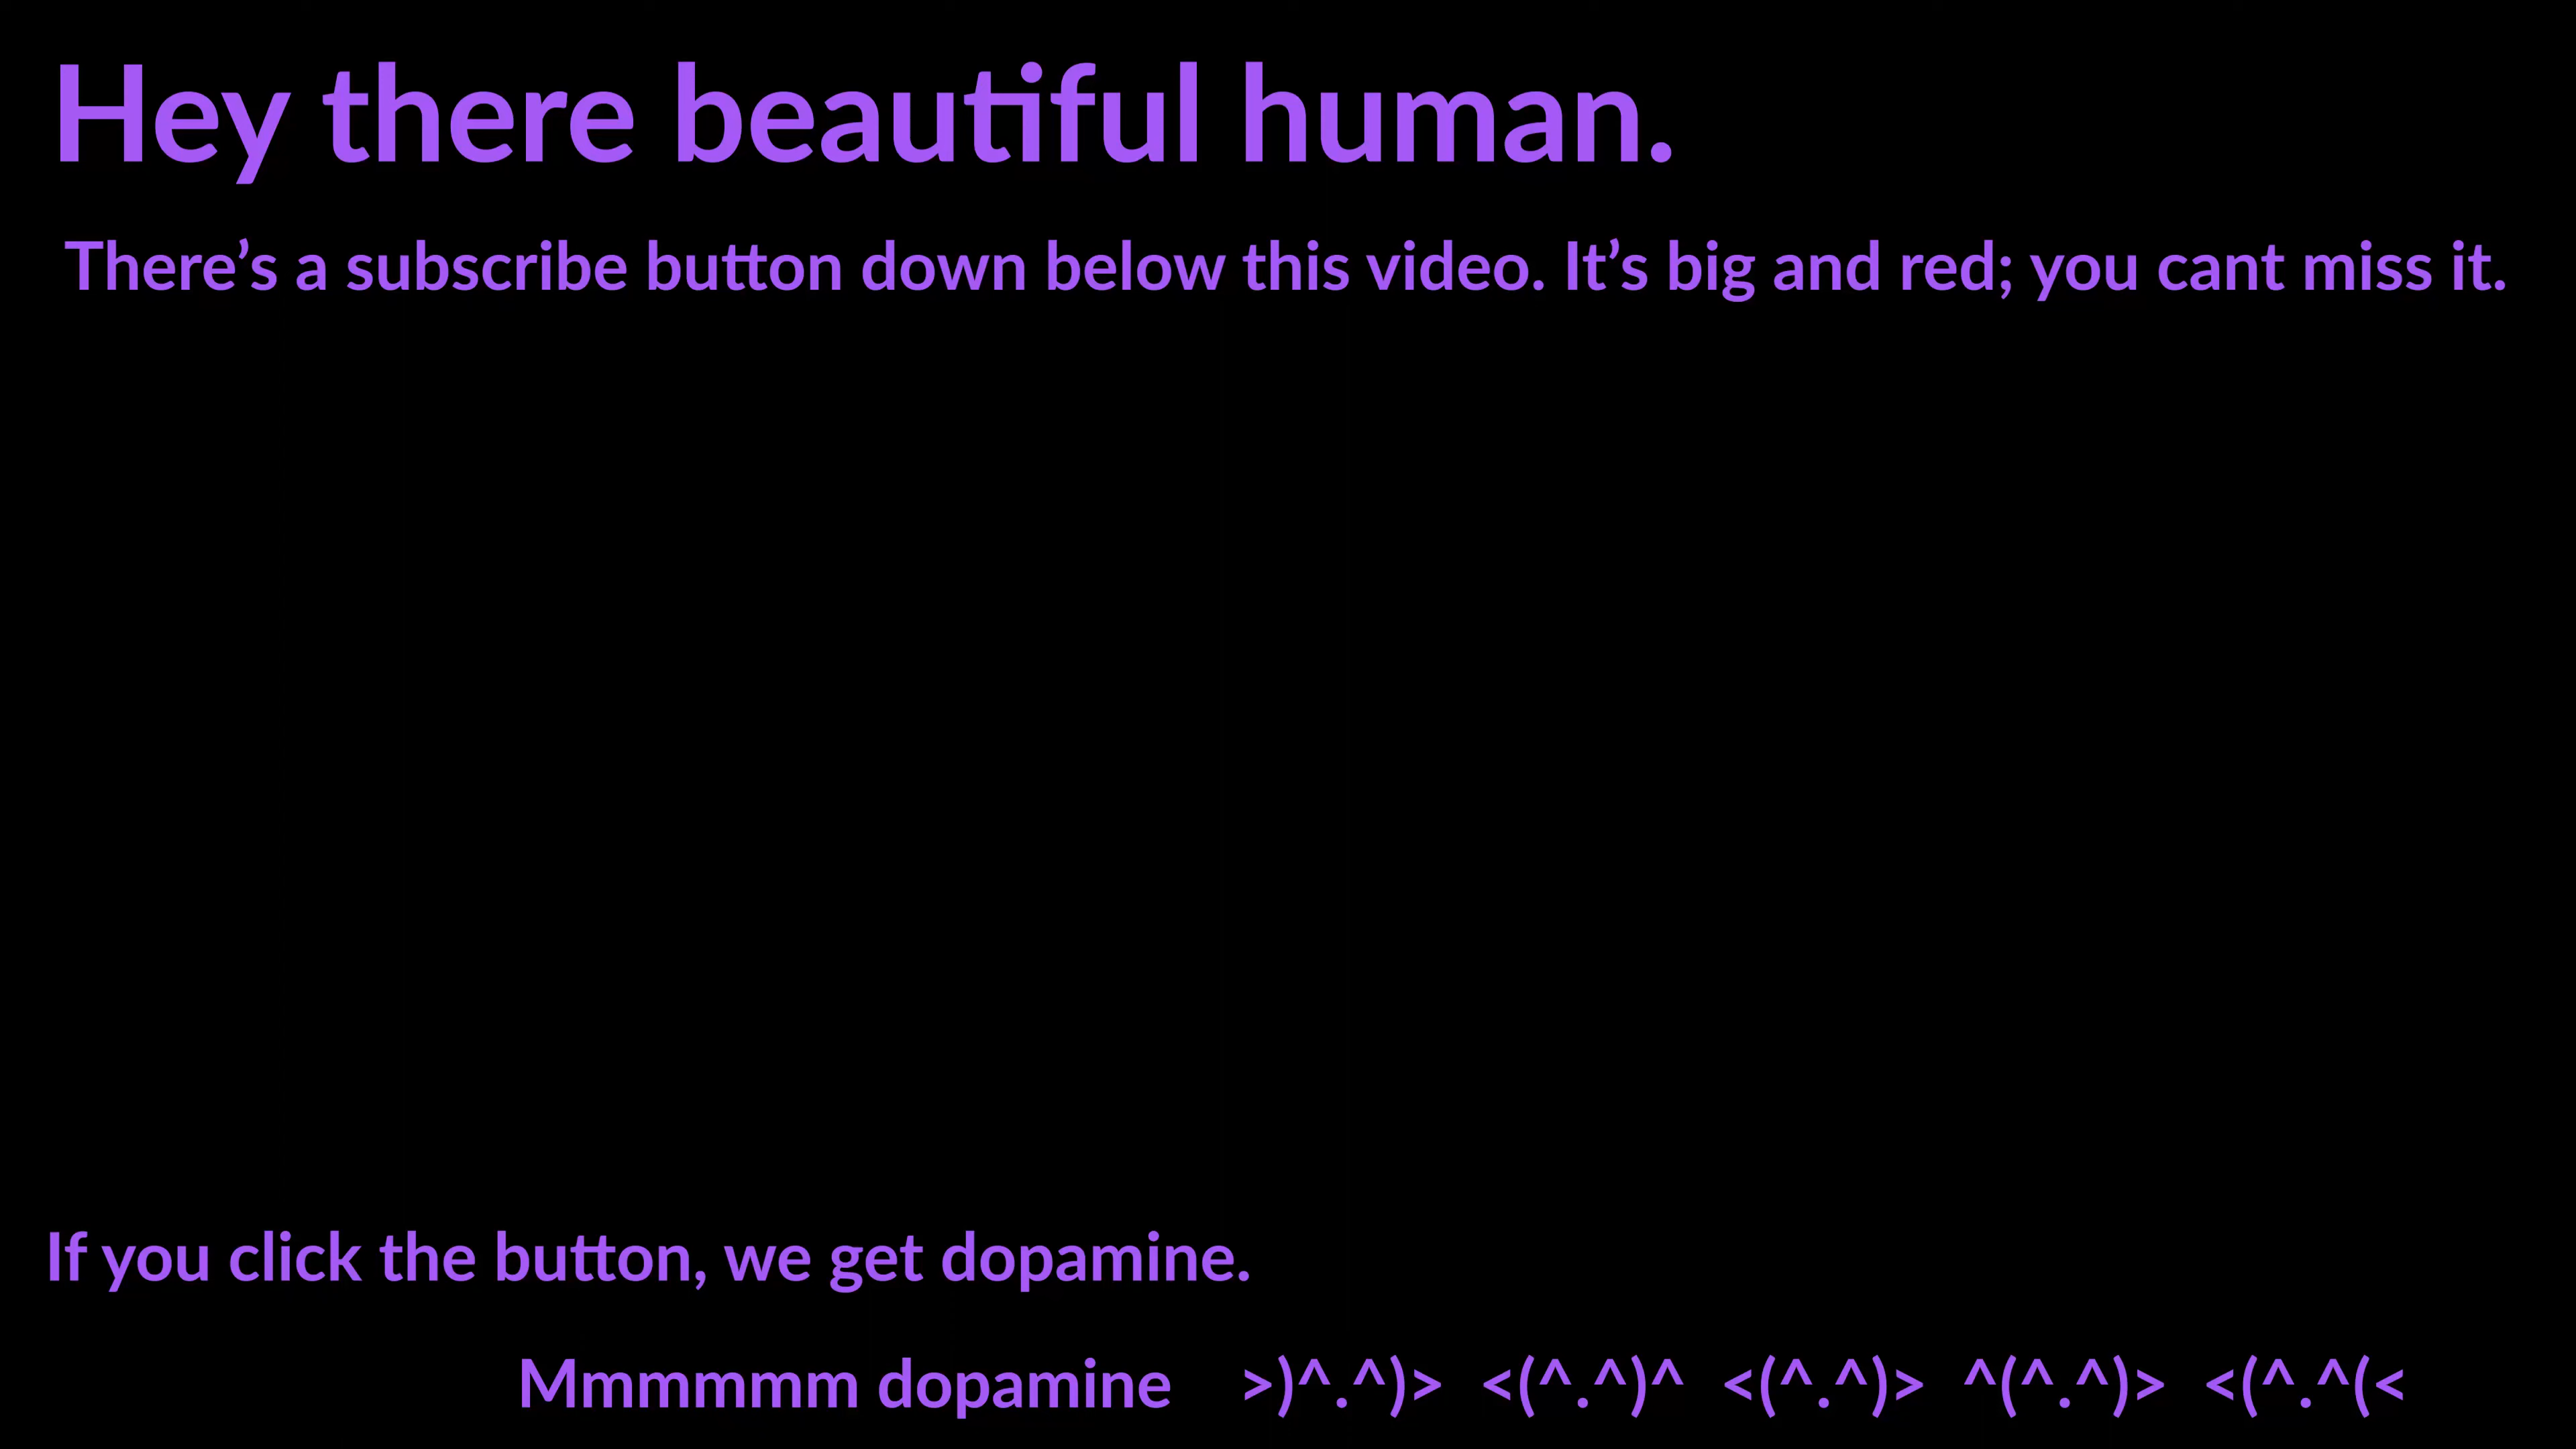 Hey there beautiful human.
There’s a subscribe button down below this video. It’s big and red; you cant miss it.
If you click the button, we get dopamine.
Mmmmmm dopamine >)^.^)> <(^.^)^ <(^.^)> ^(^.^)> <(^.^(<